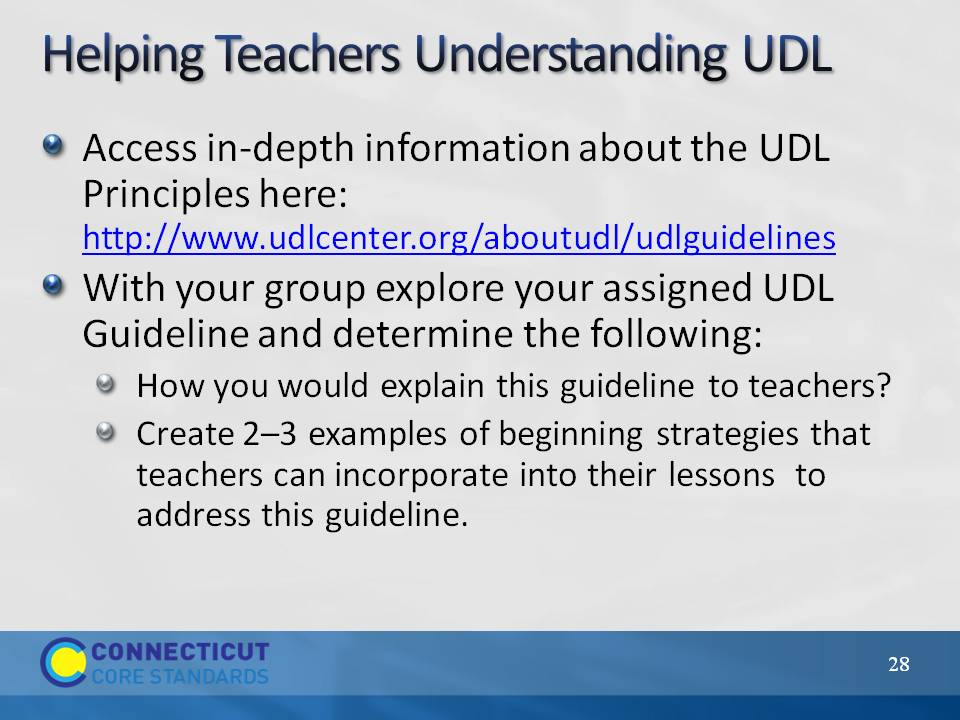 Helping Teachers Understanding UDL
Access in-depth information about the UDL
Principles here:
http://www.udlcenter.org/aboutudl/udlguidelines
With your group explore your assigned UDL
Guideline and determine the following:
How you would explain this guideline to teachers?
Create 2–3 examples of beginning strategies that
teachers can incorporate into their lessons to
address this guideline.
CONNECTICUT
CORE STANDARDS
28